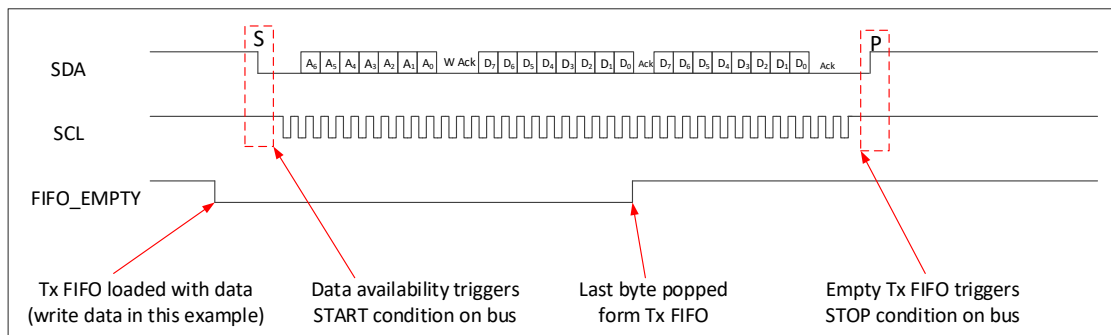 S
P
SDA
A6 A5 A4 A3 A2 A1 A0 W Ack D7 D6 D5 D4 D3 D2 D1 D0 Ack D7 D6 D5 D4 D3 D2 D1 D0 Ack
SCL
FIFO_EMPTY
Tx FIFO loaded with data
(write data in this example)
Data availability triggers
START condition on bus
Last byte popped
form Tx FIFO
Empty Tx FIFO triggers
STOP condition on bus